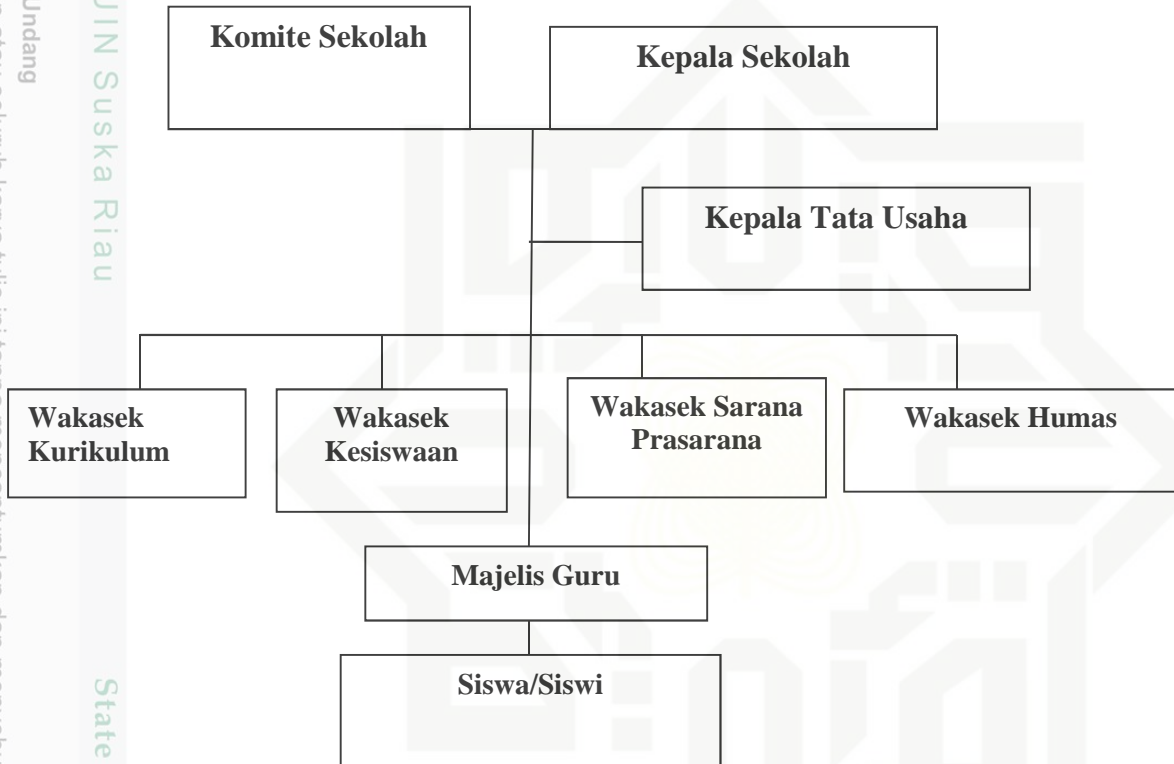 Komite Sekolah
Kepala Sekolah
Kepala Tata Usaha
Wakasek
Kurikulum
Wakasek
Kesiswaan
Wakasek Sarana
Prasarana
Wakasek Humas
Majelis Guru
Siswa/Siswi
UIN Suska Riau
State
Undang